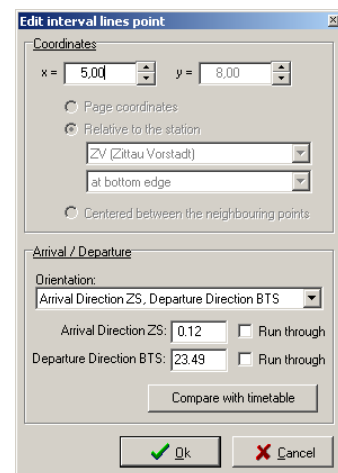 Edit interval lines point
Coordinates
x = 5,00 y = 8,00
Page coordinates
Relative to the station
ZV (Zittau Vorstadt)
at bottom edge
Centered between the neighbouring points
Arrival / Departure
Orientation:
Arrival Direction ZS, Departure Direction BTS
Arrival Direction ZS: 0.12 Run through
Departure Direction BTS: 23.49 Run through
Compare with timetable
Ok Cancel